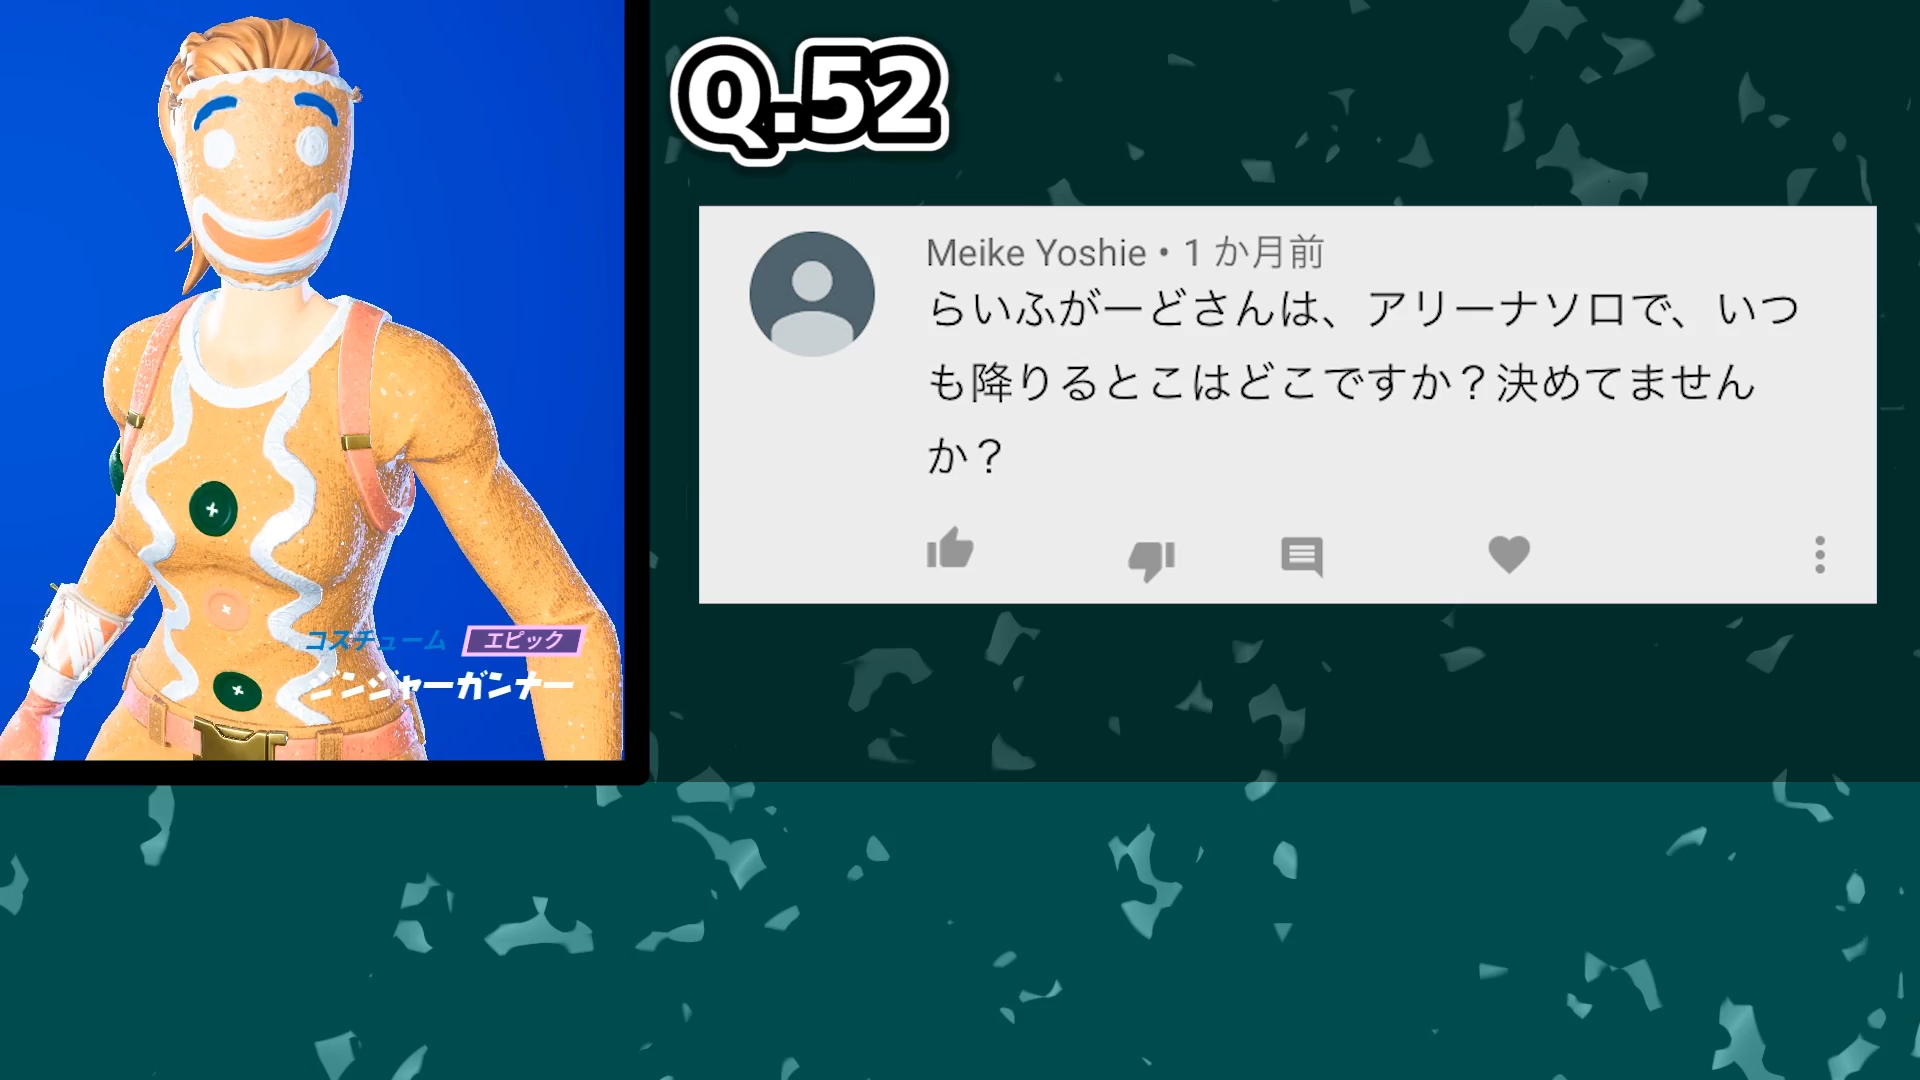 Q.52
Meike Yoshie • 1 か月前
らいふがーどさんは、アリーナソロで、いつ
も降りるとこはどこですか？決めてません
か？
コスチューム エピック
ジンジャーガンナー